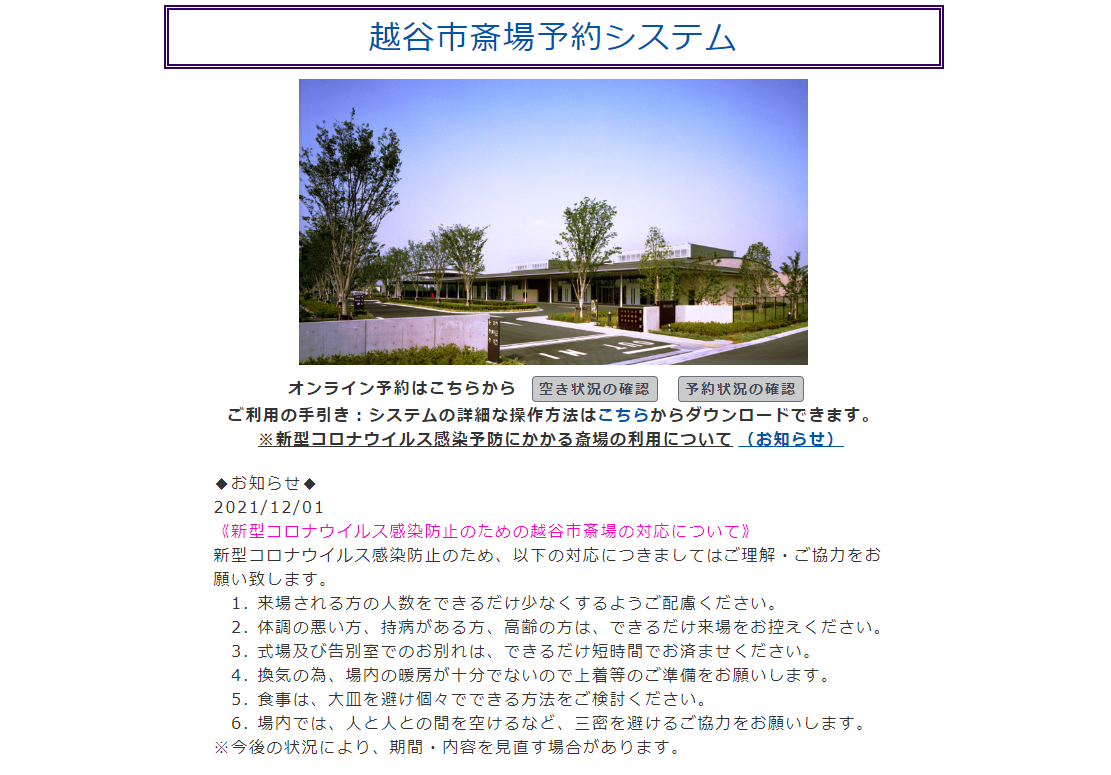 越谷市斎場予約システム
IN OUT
オンライン予約はこちらから 空き状況の確認 予約状況の確認
ご利用の手引き：システムの詳細な操作方法はこちらからダウンロードできます。
※新型コロナウイルス感染予防にかかる斎場の利用について （お知らせ）
◆お知らせ◆
2021/12/01
《新型コロナウイルス感染防止のための越谷市斎場の対応について》
新型コロナウイルス感染防止のため、以下の対応につきましてはご理解・ご協力をお
願い致します。
1. 来場される方の人数をできるだけ少なくするようご配慮ください。
2. 体調の悪い方、持病がある方、高齢の方は、できるだけ来場をお控えください。
3. 式場及び告別室でのお別れは、できるだけ短時間でお済ませください。
4. 換気の為、場内の暖房が十分でないので上着等のご準備をお願いします。
5. 食事は、大皿を避け個々でできる方法をご検討ください。
6. 場内では、人と人との間を空けるなど、三密を避けるご協力をお願いします。
※今後の状況により、期間・内容を見直す場合があります。